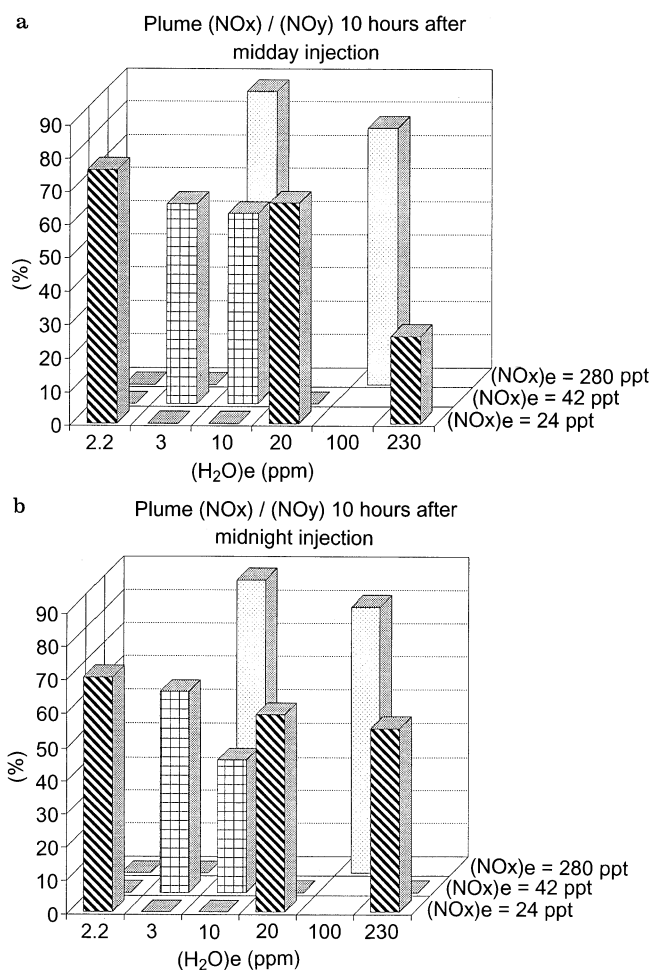 a
Plume (NOx) / (NOy) 10 hours after
midday injection
90
80
70
60
50
40
30
20
10
0
(%)
2.2 3 10 20 100 230
(H₂O)e (ppm)
(NOx)e = 280 ppt
(NOx)e = 42 ppt
(NOx)e = 24 ppt
b
Plume (NOx) / (NOy) 10 hours after
midnight injection
90
80
70
60
50
40
30
20
10
0
(%)
2.2 3 10 20 100 230
(H₂O)e (ppm)
(NOx)e = 280 ppt
(NOx)e = 42 ppt
(NOx)e = 24 ppt